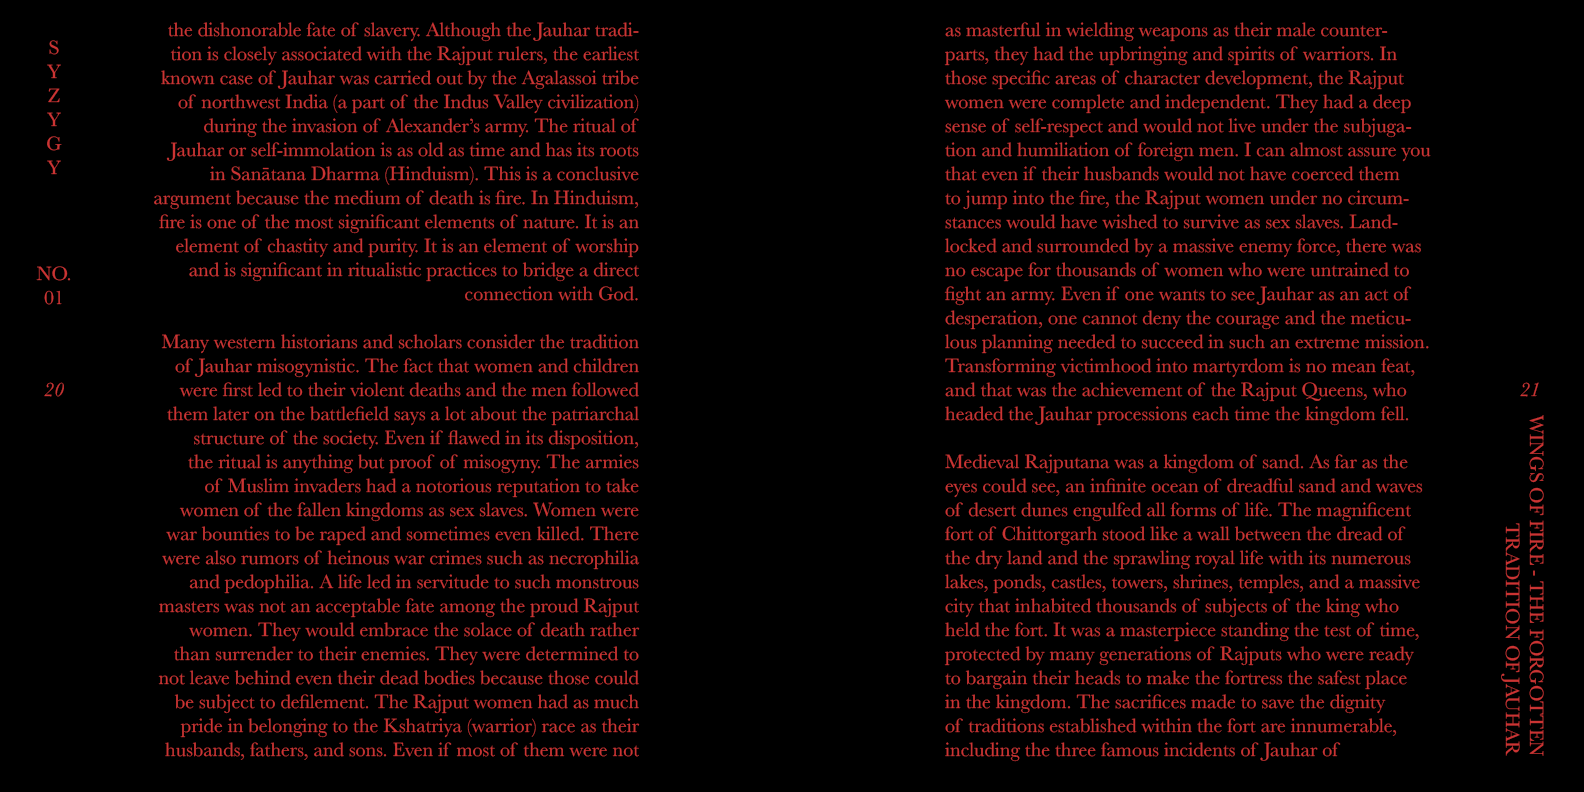 S
Y
Z
Y
G
Y
NO.
01
20
the dishonorable fate of slavery. Although the Jauhar tradi-
tion is closely associated with the Rajput rulers, the earliest
known case of Jauhar was carried out by the Agalassoi tribe
of northwest India (a part of the Indus Valley civilization)
during the invasion of Alexander’s army. The ritual of
Jauhar or self-immolation is as old as time and has its roots
in Sanātana Dharma (Hinduism). This is a conclusive
argument because the medium of death is fire. In Hinduism,
fire is one of the most significant elements of nature. It is an
element of chastity and purity. It is an element of worship
and is significant in ritualistic practices to bridge a direct
connection with God.
Many western historians and scholars consider the tradition
of Jauhar misogynistic. The fact that women and children
were first led to their violent deaths and the men followed
them later on the battlefield says a lot about the patriarchal
structure of the society. Even if flawed in its disposition,
the ritual is anything but proof of misogyny. The armies
of Muslim invaders had a notorious reputation to take
women of the fallen kingdoms as sex slaves. Women were
war bounties to be raped and sometimes even killed. There
were also rumors of heinous war crimes such as necrophilia
and pedophilia. A life led in servitude to such monstrous
masters was not an acceptable fate among the proud Rajput
women. They would embrace the solace of death rather
than surrender to their enemies. They were determined to
not leave behind even their dead bodies because those could
be subject to defilement. The Rajput women had as much
pride in belonging to the Kshatriya (warrior) race as their
husbands, fathers, and sons. Even if most of them were not
as masterful in wielding weapons as their male counter-
parts, they had the upbringing and spirits of warriors. In
those specific areas of character development, the Rajput
women were complete and independent. They had a deep
sense of self-respect and would not live under the subjuga-
tion and humiliation of foreign men. I can almost assure you
that even if their husbands would not have coerced them
to jump into the fire, the Rajput women under no circum-
stances would have wished to survive as sex slaves. Land-
locked and surrounded by a massive enemy force, there was
no escape for thousands of women who were untrained to
fight an army. Even if one wants to see Jauhar as an act of
desperation, one cannot deny the courage and the meticu-
lous planning needed to succeed in such an extreme mission.
Transforming victimhood into martyrdom is no mean feat,
and that was the achievement of the Rajput Queens, who
headed the Jauhar processions each time the kingdom fell.
Medieval Rajputana was a kingdom of sand. As far as the
eyes could see, an infinite ocean of dreadful sand and waves
of desert dunes engulfed all forms of life. The magnificent
fort of Chittorgarh stood like a wall between the dread of
the dry land and the sprawling royal life with its numerous
lakes, ponds, castles, towers, shrines, temples, and a massive
city that inhabited thousands of subjects of the king who
held the fort. It was a masterpiece standing the test of time,
protected by many generations of Rajputs who were ready
to bargain their heads to make the fortress the safest place
in the kingdom. The sacrifices made to save the dignity
of traditions established within the fort are innumerable,
including the three famous incidents of Jauhar of
21
WINGS OF FIRE - THE FORGOTTEN
TRADITION OF JAUHAR